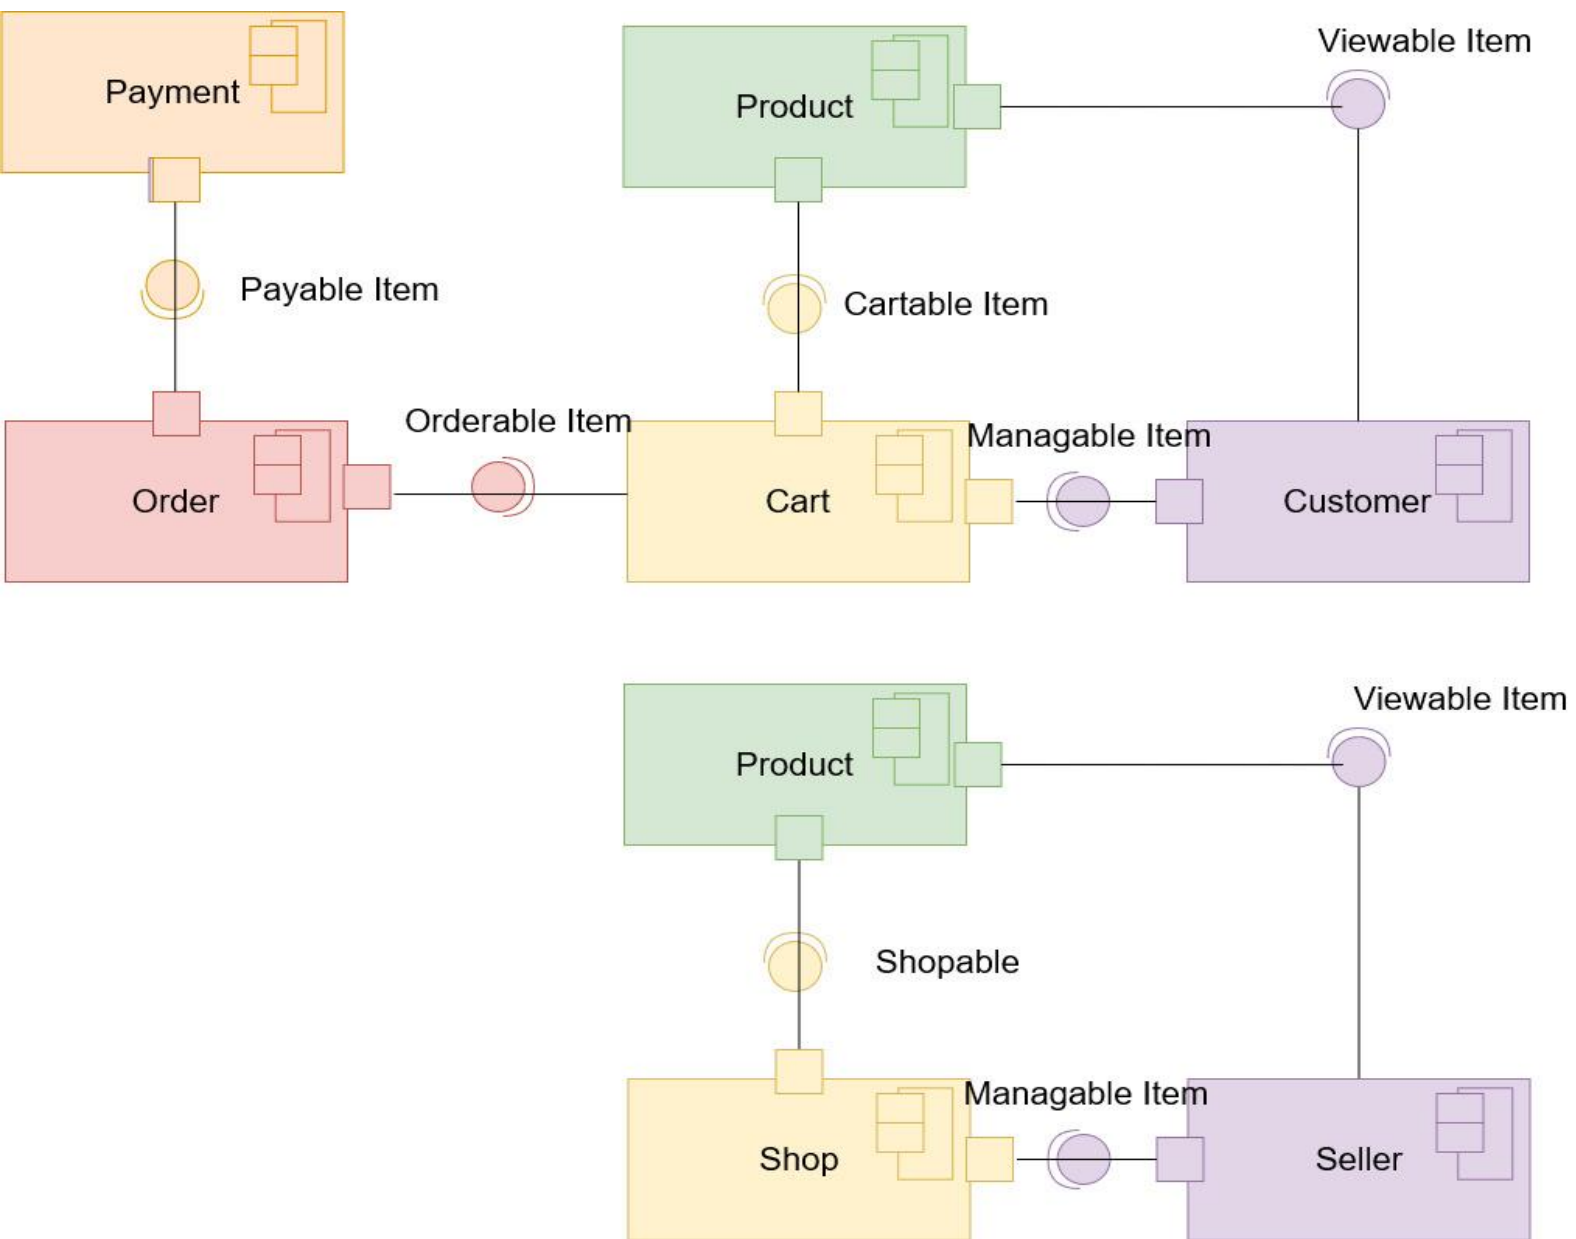 Viewable Item
Payment
Product
Payable Item
Cartable Item
Orderable Item
Managable Item
Order
Cart
Customer
Viewable Item
Product
Shopable
Managable Item
Shop
Seller